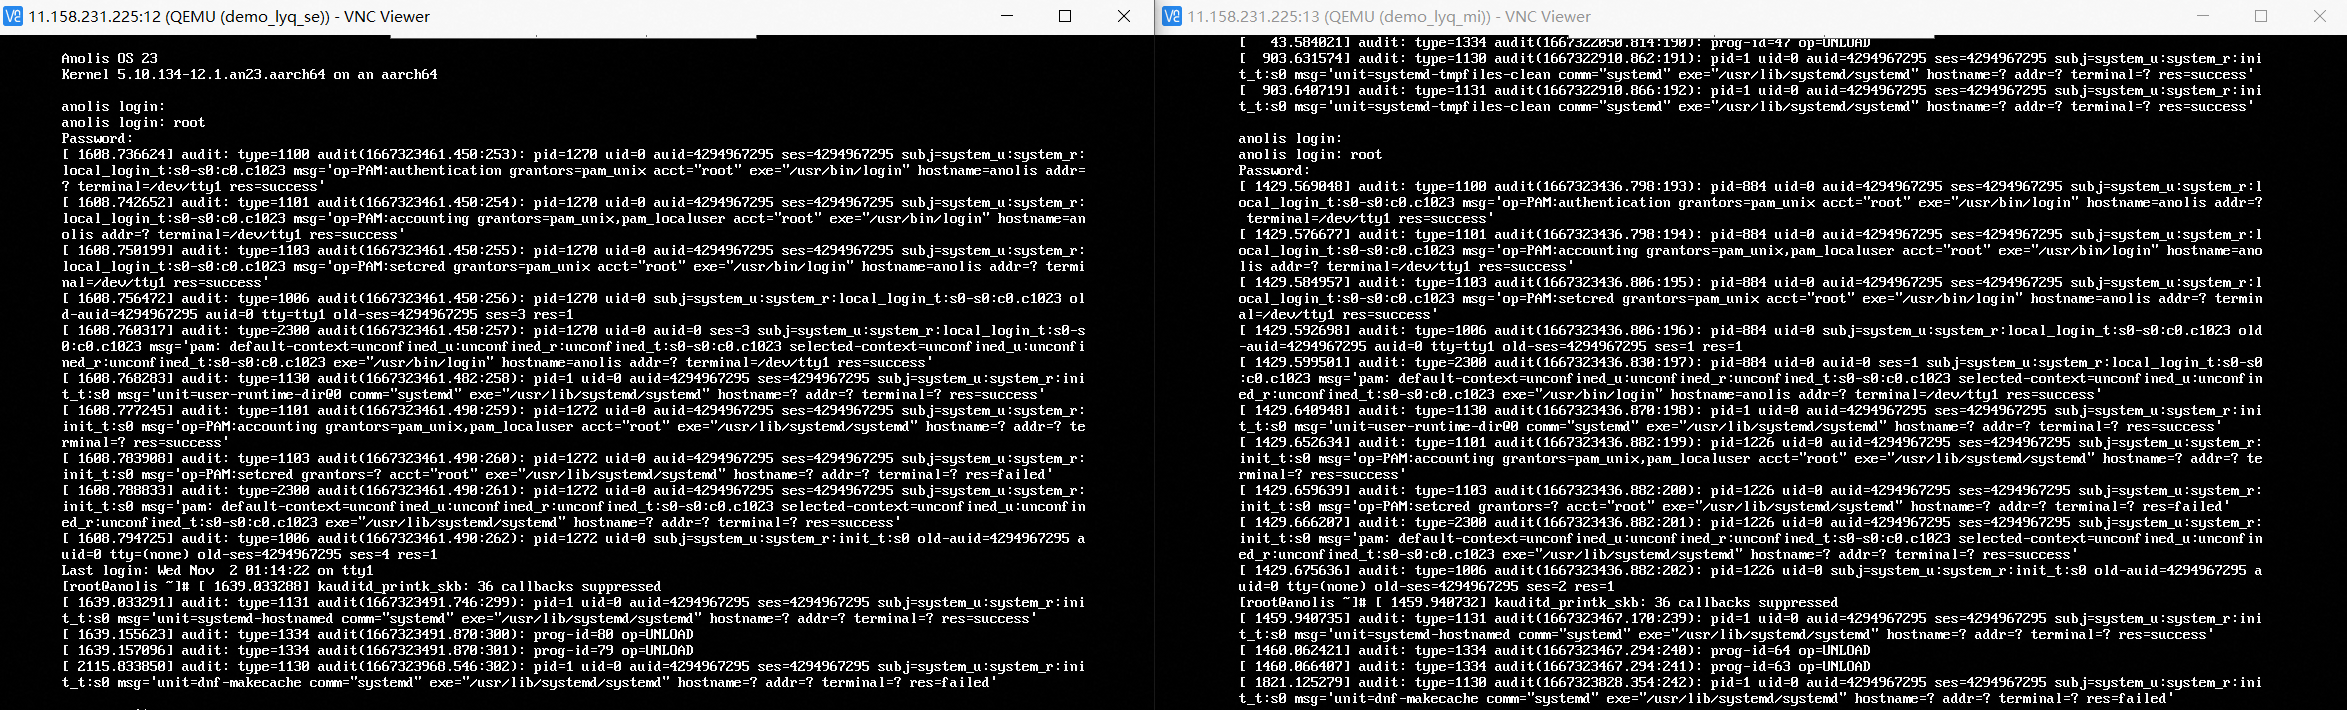 11.158.231.225:12 (QEMU (demo_lyq_se)) - VNC Viewer
Anolis OS 23
Kernel 5.10.134-12.1.an23.aarch64 on an aarch64
anolis login:
anolis login: root
Password:
[ 1608.736624] audit: type=1100 audit(1667323461.450:253): pid=1270 uid=0 auid=4294967295 ses=4294967295 subj=system_u:system_r:
local_login_t:s0-s0:c0.c1023 msg='op=PAM:authentication grantors=pam_unix acct="root" exe="/usr/bin/login" hostname=anolis addr=
? terminal=/dev/tty1 res=success'
[ 1608.742652] audit: type=1101 audit(1667323461.450:254): pid=1270 uid=0 auid=4294967295 ses=4294967295 subj=system_u:system_r:
local_login_t:s0-s0:c0.c1023 msg='op=PAM:accounting grantors=pam_unix,pam_localuser acct="root" exe="/usr/bin/login" hostname=an
olis addr=? terminal=/dev/tty1 res=success'
[ 1608.750199] audit: type=1103 audit(1667323461.450:255): pid=1270 uid=0 auid=4294967295 ses=4294967295 subj=system_u:system_r:
local_login_t:s0-s0:c0.c1023 msg='op=PAM:setcred grantors=pam_unix acct="root" exe="/usr/bin/login" hostname=anolis addr=? termi
nal=/dev/tty1 res=success'
[ 1608.756472] audit: type=1006 audit(1667323461.450:256): pid=1270 uid=0 subj=system_u:system_r:local_login_t:s0-s0:c0.c1023 ol
d-auid=4294967295 auid=0 tty=tty1 old-ses=4294967295 ses=3 res=1
[ 1608.760317] audit: type=2300 audit(1667323461.450:257): pid=1270 uid=0 auid=0 ses=3 subj=system_u:system_r:local_login_t:s0-s
0:c0.c1023 msg='pam: default-context=unconfined_u:unconfined_r:unconfined_t:s0-s0:c0.c1023 selected-context=unconfined_u:unconfi
ned_r:unconfined_t:s0-s0:c0.c1023 exe="/usr/bin/login" hostname=anolis addr=? terminal=/dev/tty1 res=success'
[ 1608.768283] audit: type=1130 audit(1667323461.482:258): pid=1 uid=0 auid=4294967295 ses=4294967295 subj=system_u:system_r:ini
t_t:s0 msg='unit=user-runtime-dir@0 comm="systemd" exe="/usr/lib/systemd/systemd" hostname=? addr=? terminal=? res=success'
[ 1608.777245] audit: type=1101 audit(1667323461.490:259): pid=1272 uid=0 auid=4294967295 ses=4294967295 subj=system_u:system_r:
init_t:s0 msg='op=PAM:accounting grantors=pam_unix,pam_localuser acct="root" exe="/usr/lib/systemd/systemd" hostname=? addr=? te
rminal=? res=success'
[ 1608.783908] audit: type=1103 audit(1667323461.490:260): pid=1272 uid=0 auid=4294967295 ses=4294967295 subj=system_u:system_r:
init_t:s0 msg='op=PAM:setcred grantors=? acct="root" exe="/usr/lib/systemd/systemd" hostname=? addr=? terminal=? res=failed'
[ 1608.788833] audit: type=2300 audit(1667323461.490:261): pid=1272 uid=0 auid=4294967295 ses=4294967295 subj=system_u:system_r:
init_t:s0 msg='pam: default-context=unconfined_u:unconfined_r:unconfined_t:s0-s0:c0.c1023 selected-context=unconfined_u:unconfin
ed_r:unconfined_t:s0-s0:c0.c1023 exe="/usr/lib/systemd/systemd" hostname=? addr=? terminal=? res=success'
[ 1608.794725] audit: type=1006 audit(1667323461.490:262): pid=1272 uid=0 subj=system_u:system_r:init_t:s0 old-auid=4294967295 a
uid=0 tty=(none) old-ses=4294967295 ses=4 res=1
Last login: Wed Nov  2 01:14:22 on tty1
[root@anolis ~]# [ 1639.033288] kauditd_printk_skb: 36 callbacks suppressed
[ 1639.033291] audit: type=1131 audit(1667323491.746:299): pid=1 uid=0 auid=4294967295 ses=4294967295 subj=system_u:system_r:ini
t_t:s0 msg='unit=systemd-hostnamed comm="systemd" exe="/usr/lib/systemd/systemd" hostname=? addr=? terminal=? res=success'
[ 1639.155623] audit: type=1334 audit(1667323491.870:300): prog-id=80 op=UNLOAD
[ 1639.157096] audit: type=1334 audit(1667323491.870:301): prog-id=79 op=UNLOAD
[ 2115.833850] audit: type=1130 audit(1667323968.546:302): pid=1 uid=0 auid=4294967295 ses=4294967295 subj=system_u:system_r:ini
t_t:s0 msg='unit=dnf-makecache comm="systemd" exe="/usr/lib/systemd/systemd" hostname=? addr=? terminal=? res=failed'
11.158.231.225:13 (QEMU (demo_lyq_mi)) - VNC Viewer
[   43.584021] audit: type=1334 audit(1667322050.814:190): prog-id=47 op=UNLOAD
[  903.631574] audit: type=1130 audit(1667322910.862:191): pid=1 uid=0 auid=4294967295 ses=4294967295 subj=system_u:system_r:ini
t_t:s0 msg='unit=systemd-tmpfiles-clean comm="systemd" exe="/usr/lib/systemd/systemd" hostname=? addr=? terminal=? res=success'
[  903.640719] audit: type=1131 audit(1667322910.866:192): pid=1 uid=0 auid=4294967295 ses=4294967295 subj=system_u:system_r:ini
t_t:s0 msg='unit=systemd-tmpfiles-clean comm="systemd" exe="/usr/lib/systemd/systemd" hostname=? addr=? terminal=? res=success'
anolis login:
anolis login: root
Password:
[ 1429.569048] audit: type=1100 audit(1667323436.798:193): pid=884 uid=0 auid=4294967295 ses=4294967295 subj=system_u:system_r:l
ocal_login_t:s0-s0:c0.c1023 msg='op=PAM:authentication grantors=pam_unix acct="root" exe="/usr/bin/login" hostname=anolis addr=?
terminal=/dev/tty1 res=success'
[ 1429.576677] audit: type=1101 audit(1667323436.798:194): pid=884 uid=0 auid=4294967295 ses=4294967295 subj=system_u:system_r:l
ocal_login_t:s0-s0:c0.c1023 msg='op=PAM:accounting grantors=pam_unix,pam_localuser acct="root" exe="/usr/bin/login" hostname=ano
lis addr=? terminal=/dev/tty1 res=success'
[ 1429.584957] audit: type=1103 audit(1667323436.806:195): pid=884 uid=0 auid=4294967295 ses=4294967295 subj=system_u:system_r:l
ocal_login_t:s0-s0:c0.c1023 msg='op=PAM:setcred grantors=pam_unix acct="root" exe="/usr/bin/login" hostname=anolis addr=? termin
al=/dev/tty1 res=success'
[ 1429.592698] audit: type=1006 audit(1667323436.806:196): pid=884 uid=0 subj=system_u:system_r:local_login_t:s0-s0:c0.c1023 old
-auid=4294967295 auid=0 tty=tty1 old-ses=4294967295 ses=1 res=1
[ 1429.599501] audit: type=2300 audit(1667323436.830:197): pid=884 uid=0 auid=0 ses=1 subj=system_u:system_r:local_login_t:s0-s0
:c0.c1023 msg='pam: default-context=unconfined_u:unconfined_r:unconfined_t:s0-s0:c0.c1023 selected-context=unconfined_u:unconfin
ed_r:unconfined_t:s0-s0:c0.c1023 exe="/usr/bin/login" hostname=anolis addr=? terminal=/dev/tty1 res=success'
[ 1429.640948] audit: type=1130 audit(1667323436.870:198): pid=1 uid=0 auid=4294967295 ses=4294967295 subj=system_u:system_r:ini
t_t:s0 msg='unit=user-runtime-dir@0 comm="systemd" exe="/usr/lib/systemd/systemd" hostname=? addr=? terminal=? res=success'
[ 1429.652634] audit: type=1101 audit(1667323436.882:199): pid=1226 uid=0 auid=4294967295 ses=4294967295 subj=system_u:system_r:
init_t:s0 msg='op=PAM:accounting grantors=pam_unix,pam_localuser acct="root" exe="/usr/lib/systemd/systemd" hostname=? addr=? te
rminal=? res=success'
[ 1429.659639] audit: type=1103 audit(1667323436.882:200): pid=1226 uid=0 auid=4294967295 ses=4294967295 subj=system_u:system_r:
init_t:s0 msg='op=PAM:setcred grantors=? acct="root" exe="/usr/lib/systemd/systemd" hostname=? addr=? terminal=? res=failed'
[ 1429.666207] audit: type=2300 audit(1667323436.882:201): pid=1226 uid=0 auid=4294967295 ses=4294967295 subj=system_u:system_r:
init_t:s0 msg='pam: default-context=unconfined_u:unconfined_r:unconfined_t:s0-s0:c0.c1023 selected-context=unconfined_u:unconfin
ed_r:unconfined_t:s0-s0:c0.c1023 exe="/usr/lib/systemd/systemd" hostname=? addr=? terminal=? res=success'
[ 1429.675636] audit: type=1006 audit(1667323436.882:202): pid=1226 uid=0 subj=system_u:system_r:init_t:s0 old-auid=4294967295 a
uid=0 tty=(none) old-ses=4294967295 ses=2 res=1
[root@anolis ~]# [ 1459.940732] kauditd_printk_skb: 36 callbacks suppressed
[ 1459.940735] audit: type=1131 audit(1667323467.170:239): pid=1 uid=0 auid=4294967295 ses=4294967295 subj=system_u:system_r:ini
t_t:s0 msg='unit=systemd-hostnamed comm="systemd" exe="/usr/lib/systemd/systemd" hostname=? addr=? terminal=? res=success'
[ 1460.062421] audit: type=1334 audit(1667323467.294:240): prog-id=64 op=UNLOAD
[ 1460.066407] audit: type=1334 audit(1667323467.294:241): prog-id=63 op=UNLOAD
[ 1821.125279] audit: type=1130 audit(1667323828.354:242): pid=1 uid=0 auid=4294967295 ses=4294967295 subj=system_u:system_r:ini
t_t:s0 msg='unit=dnf-makecache comm="systemd" exe="/usr/lib/systemd/systemd" hostname=? addr=? terminal=? res=failed'